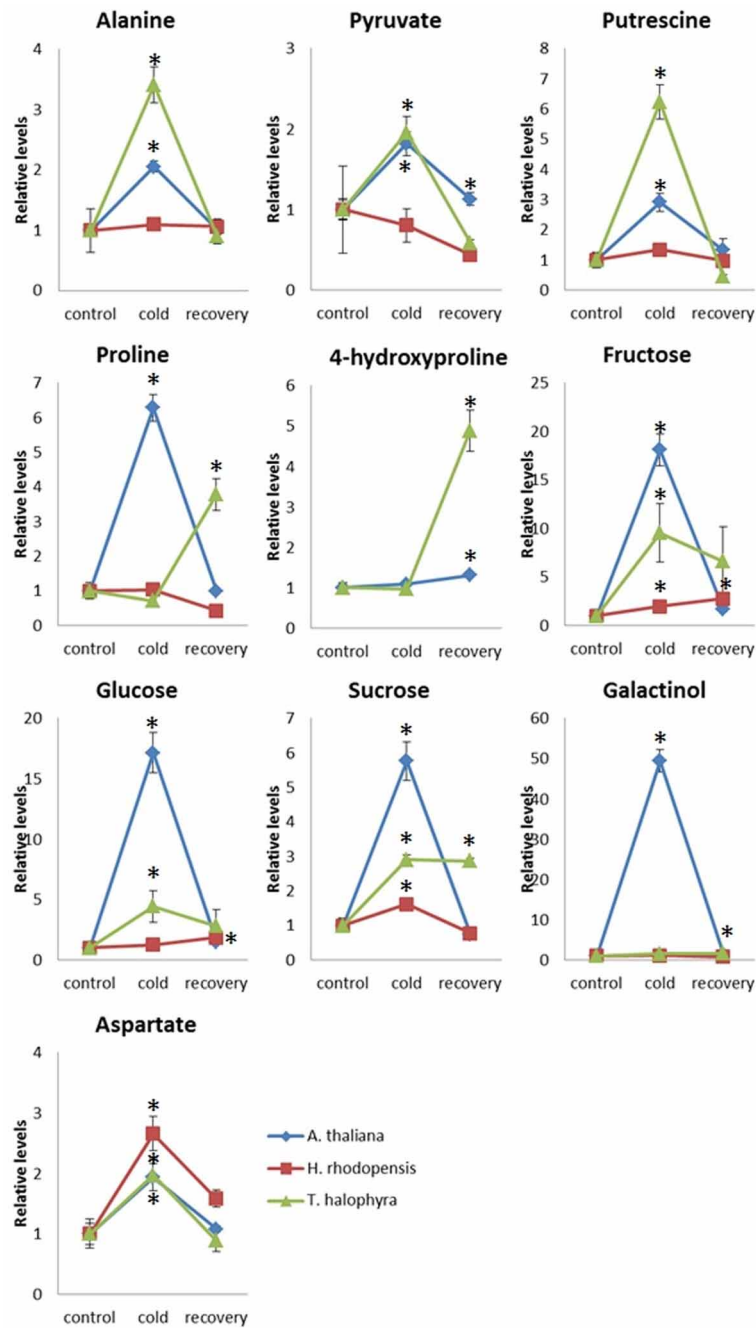 Alanine
4
3
2
1
0
Relative levels
*
*
control cold recovery
Pyruvate
3
2
1
0
Relative levels
*
*
*
control cold recovery
Putrescine
8
7
6
5
4
3
2
1
0
Relative levels
*
*
control cold recovery
Proline
7
6
5
4
3
2
1
0
Relative levels
*
*
control cold recovery
4-hydroxyproline
6
5
4
3
2
1
0
Relative levels
*
*
control cold recovery
Fructose
25
20
15
10
5
0
Relative levels
*
*
*
*
control cold recovery
Glucose
20
15
10
5
0
Relative levels
*
*
*
control cold recovery
Sucrose
7
6
5
4
3
2
1
0
Relative levels
*
*
*
*
control cold recovery
Galactinol
60
50
40
30
20
10
0
Relative levels
*
*
control cold recovery
Aspartate
4
3
2
1
0
Relative levels
*
*
*
control cold recovery
A. thaliana
H. rhodopensis
T. halophyra